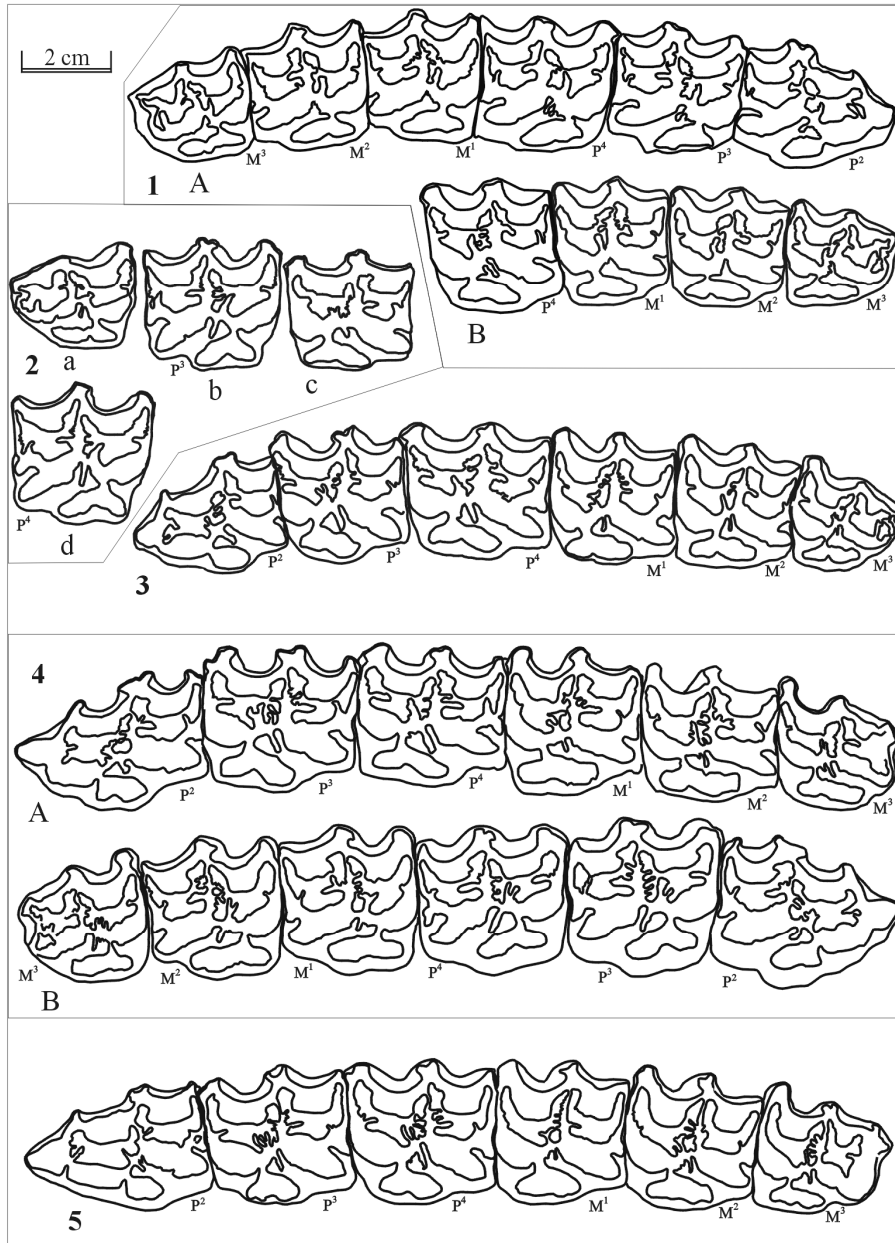 2 cm
M³ M² M¹ P⁴ P³ P²
1 A
P⁴ M¹ M² M³
B
P³
2 a b c
P⁴
d
P² P³ P⁴ M¹ M² M³
3
4
P² P³ P⁴ M¹ M² M³
A
M³ M² M¹ P⁴ P³ P²
B
P² P³ P⁴ M¹ M² M³
5